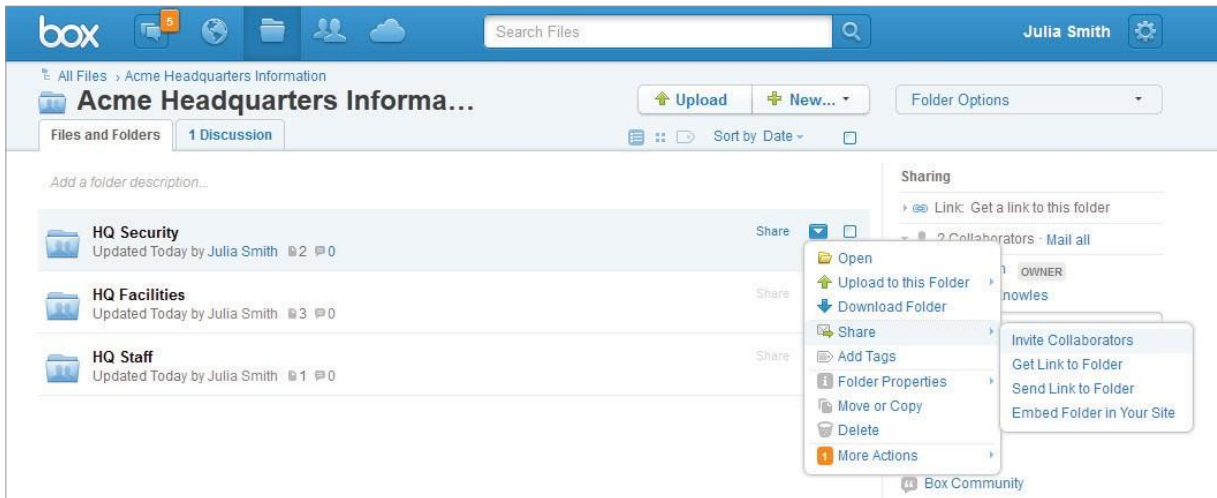 box
5
Search Files
Julia Smith
All Files › Acme Headquarters Information
Acme Headquarters Informa...
Upload
New...
Folder Options
Files and Folders
1 Discussion
Sort by Date
Add a folder description...
Sharing
Link: Get a link to this folder
2 Collaborators · Mail all
OWNER
nowles
HQ Security
Share
Updated Today by Julia Smith 2 0
HQ Facilities
Share
Updated Today by Julia Smith 3 0
HQ Staff
Share
Updated Today by Julia Smith 1 0
Open
Upload to this Folder
Download Folder
Share
Add Tags
Folder Properties
Move or Copy
Delete
1 More Actions
Invite Collaborators
Get Link to Folder
Send Link to Folder
Embed Folder in Your Site
Box Community